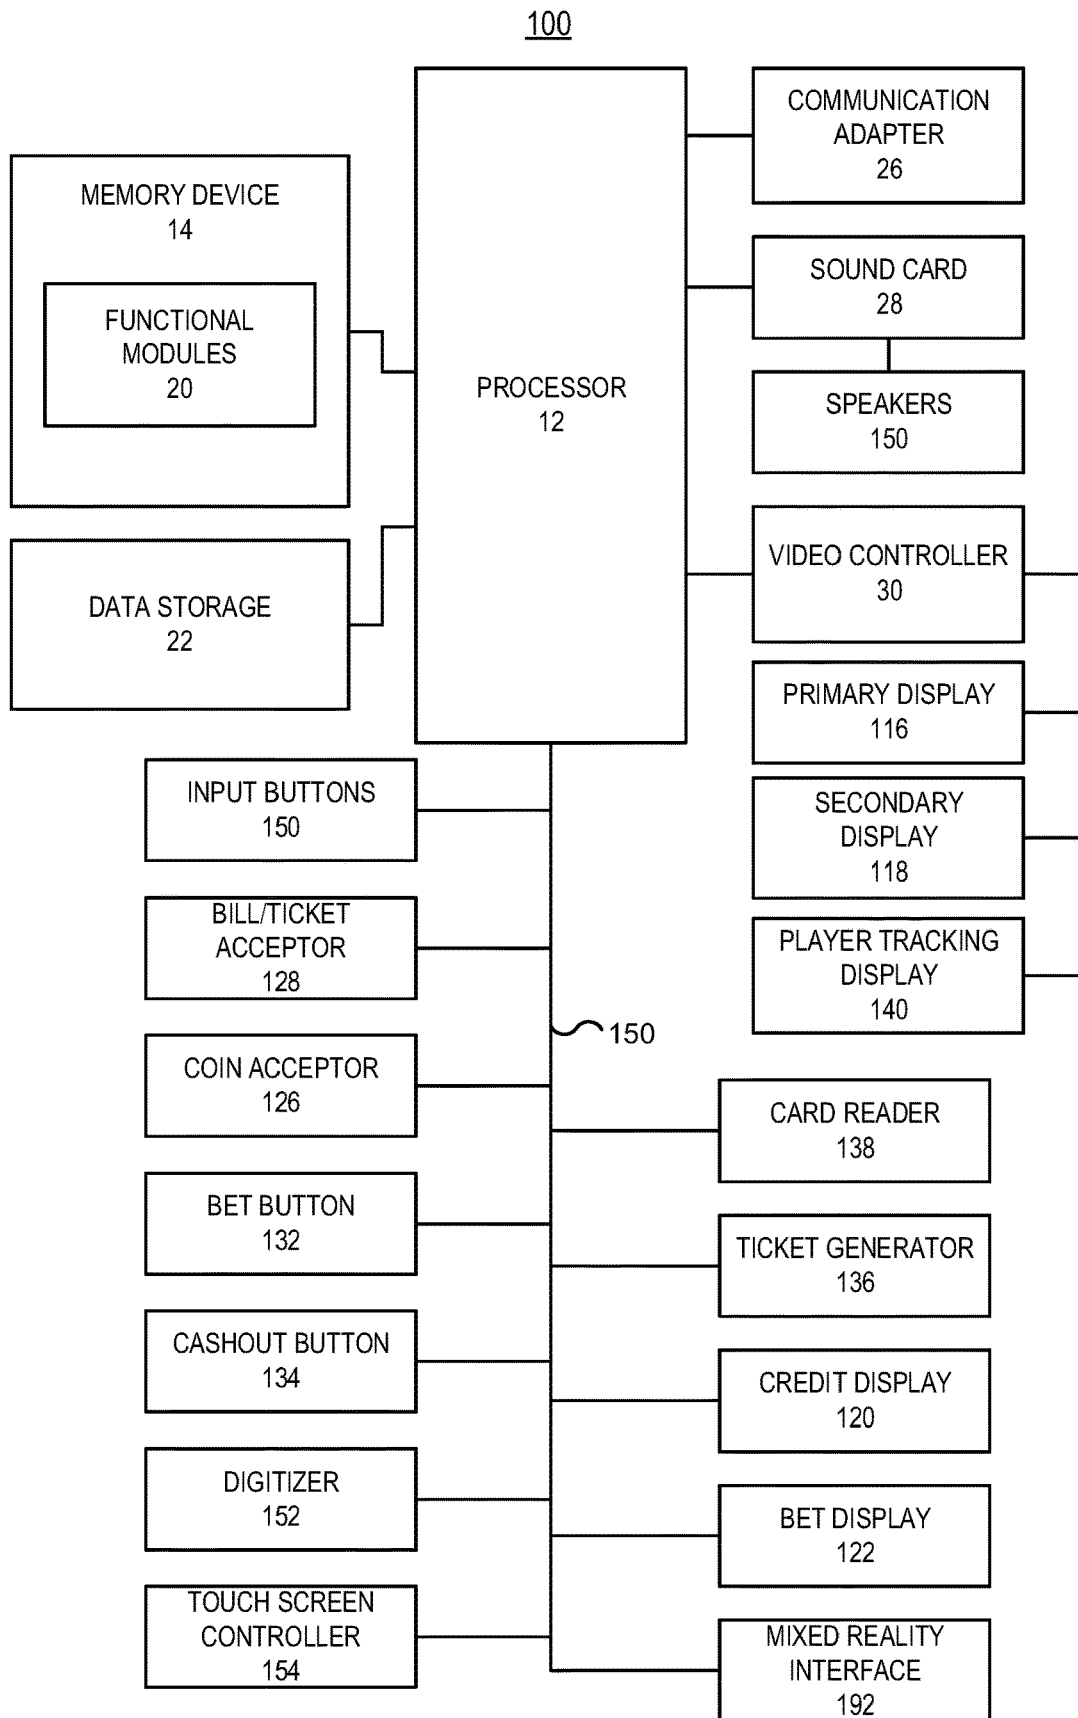 100
COMMUNICATION
ADAPTER
26
MEMORY DEVICE
14
FUNCTIONAL
MODULES
20
PROCESSOR
12
SOUND CARD
28
SPEAKERS
150
VIDEO CONTROLLER
30
DATA STORAGE
22
PRIMARY DISPLAY
116
SECONDARY
DISPLAY
118
PLAYER TRACKING
DISPLAY
140
INPUT BUTTONS
150
BILL/TICKET
ACCEPTOR
128
150
COIN ACCEPTOR
126
BET BUTTON
132
CASHOUT BUTTON
134
DIGITIZER
152
TOUCH SCREEN
CONTROLLER
154
CARD READER
138
TICKET GENERATOR
136
CREDIT DISPLAY
120
BET DISPLAY
122
MIXED REALITY
INTERFACE
192